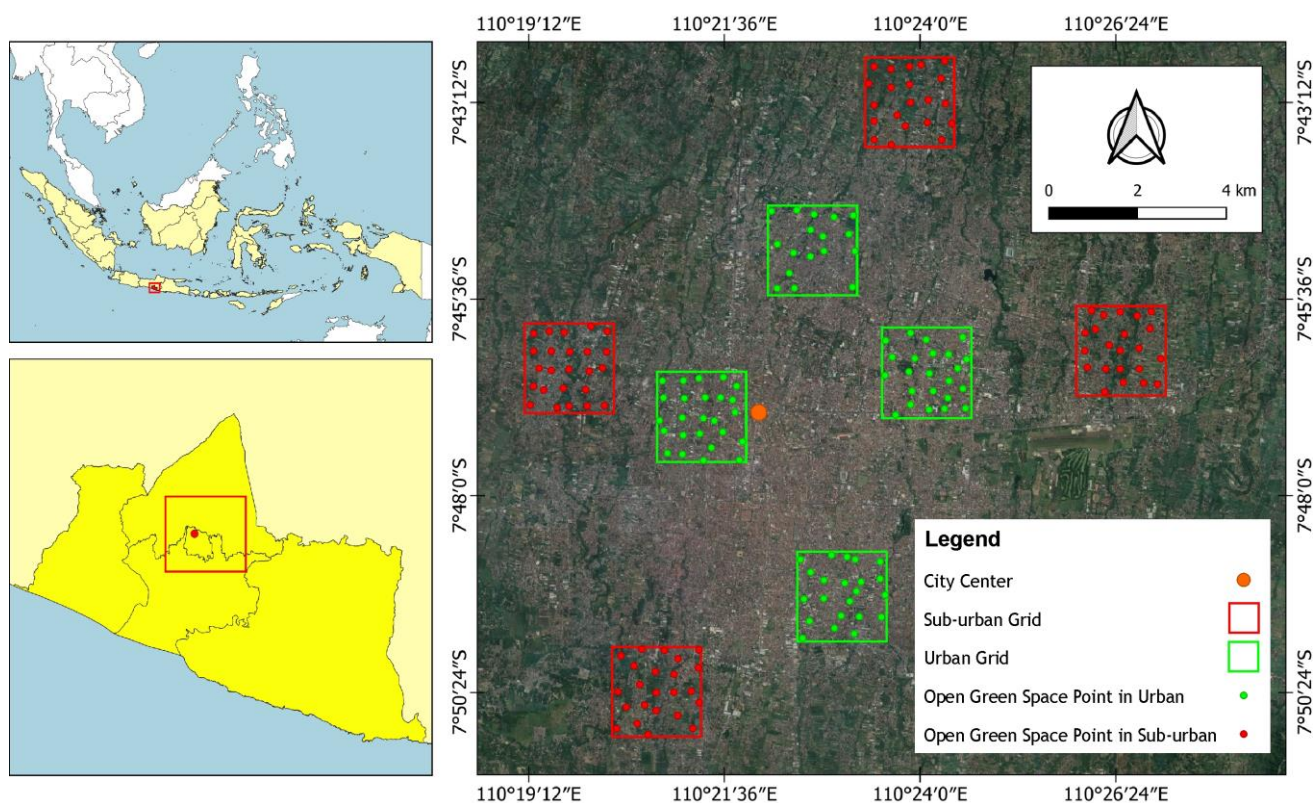 110°19′12″E 110°21′36″E 110°24′0″E 110°26′24″E
7°43′12″S 7°43′12″S
0 2 4 km
7°45′36″S 7°45′36″S
7°48′0″S 7°48′0″S
Legend
City Center
Sub-urban Grid
Urban Grid
Open Green Space Point in Urban
Open Green Space Point in Sub-urban
7°50′24″S 7°50′24″S
110°19′12″E 110°21′36″E 110°24′0″E 110°26′24″E